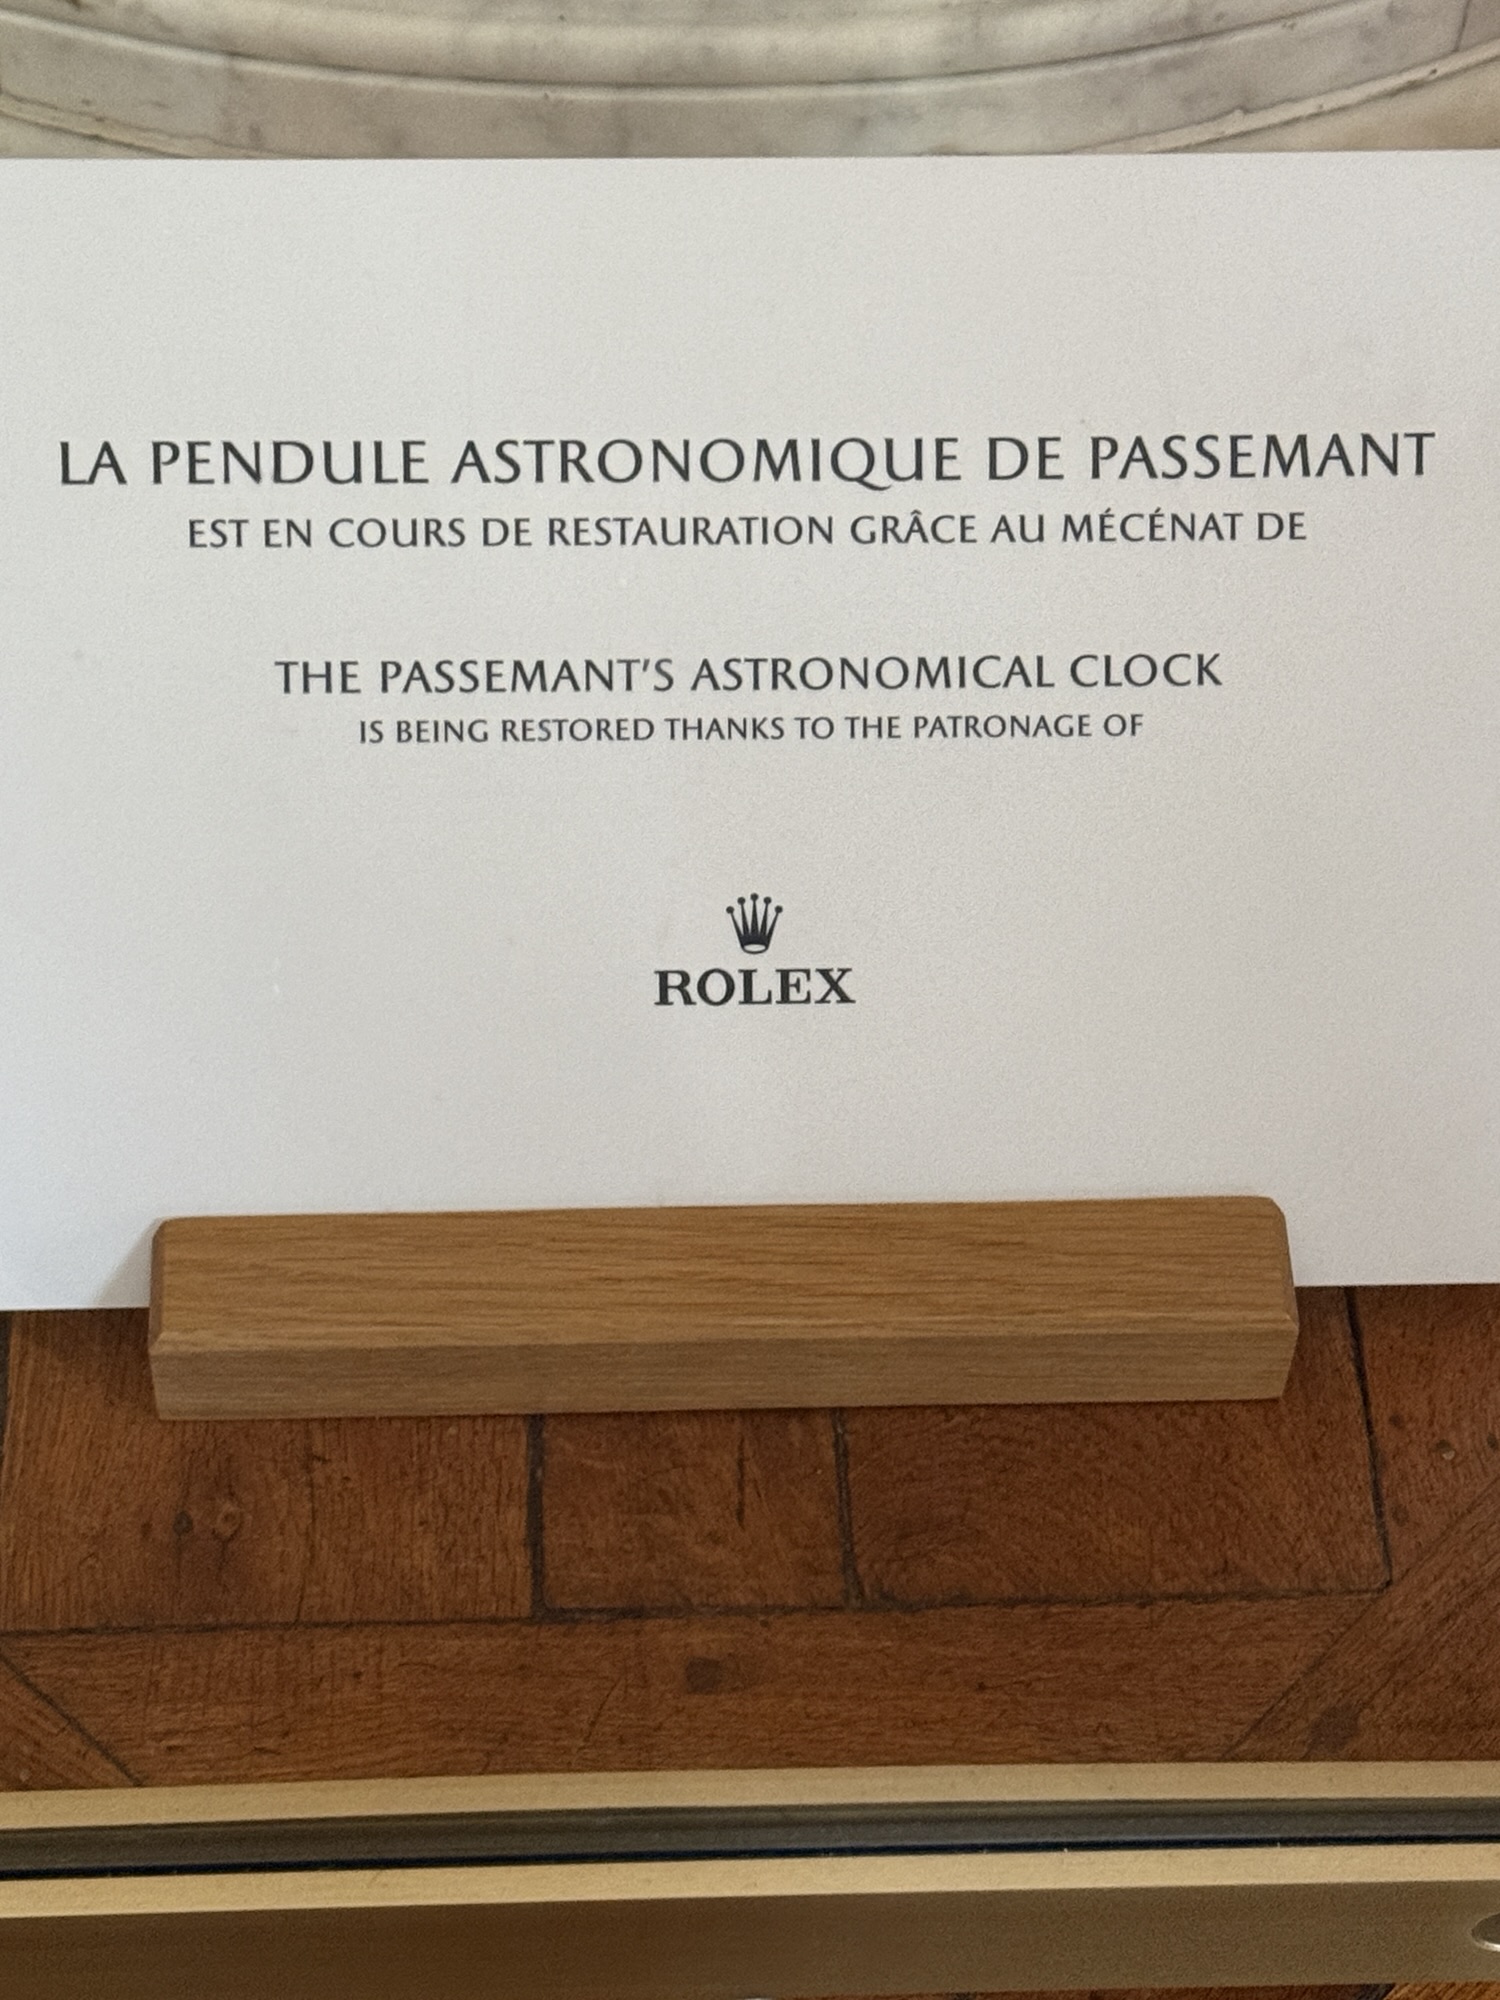 LA PENDULE ASTRONOMIQUE DE PASSEMANT
EST EN COURS DE RESTAURATION GRÂCE AU MÉCÉNAT DE
THE PASSEMANT'S ASTRONOMICAL CLOCK
IS BEING RESTORED THANKS TO THE PATRONAGE OF
ROLEX